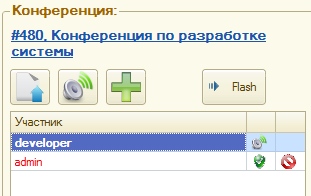 Конференция:
#480, Конференция по разработке
системы
Flash
Участник
developer
admin